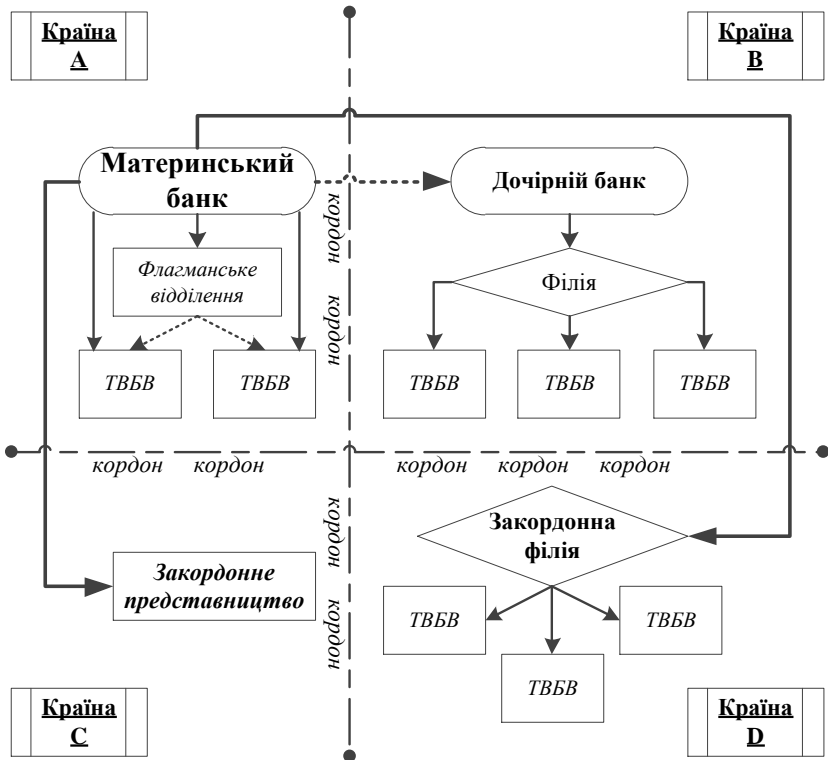 Країна
A
Країна
B
Материнський
банк
Дочірній банк
кордон
Флагманське
відділення
Філія
кордон
ТВБВ
ТВБВ
ТВБВ
ТВБВ
ТВБВ
кордон
кордон
кордон
кордон
кордон
кордон
Закордонна
філія
Закордонне
представництво
кордон
ТВБВ
ТВБВ
ТВБВ
Країна
C
Країна
D